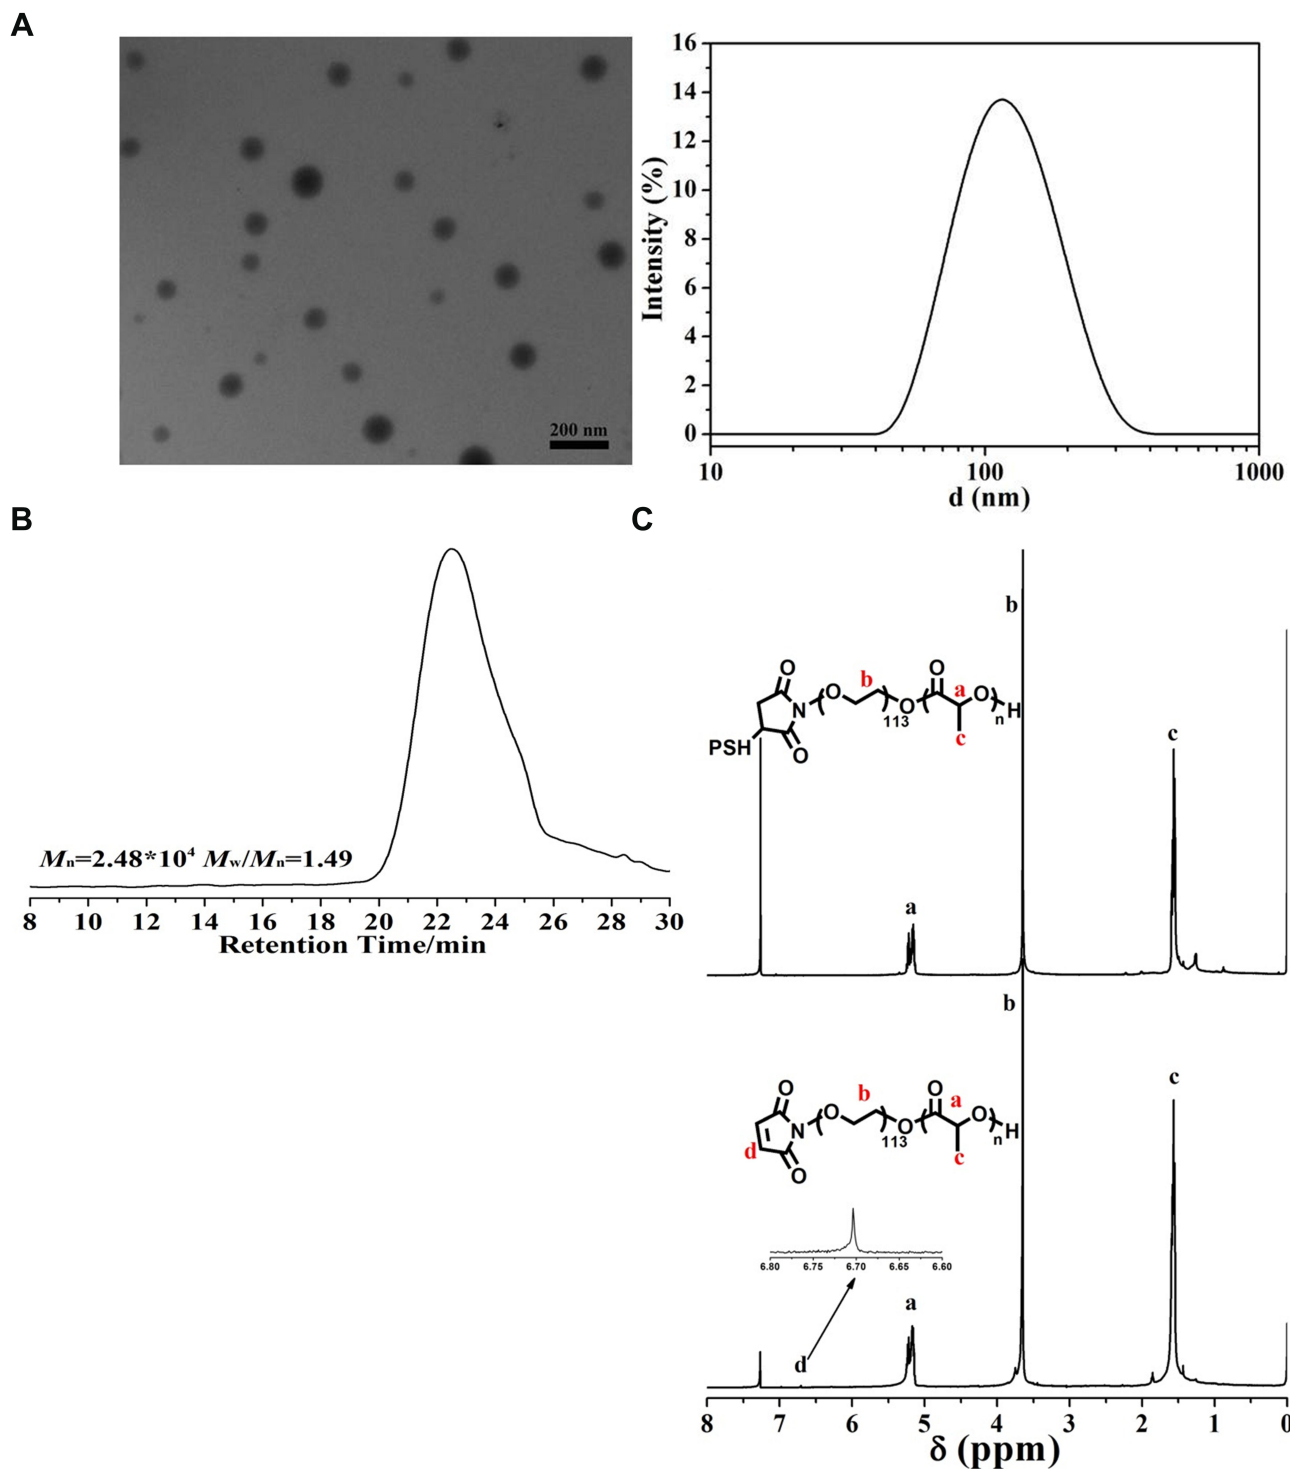 A
200 nm
16
14
12
10
8
6
4
2
0
Intensity (%)
10 100 1000
d (nm)
B
Mn=2.48*10⁴ Mw/Mn=1.49
8 10 12 14 16 18 20 22 24 26 28 30
Retention Time/min
C
b
O O
b a
N O O O H
113 n
PSH O c
c
a
b
O O
b a
N O O O H
113 n
d O c
c
6.80 6.75 6.70 6.65 6.60
a
d
8 7 6 5 4 3 2 1 0
δ (ppm)